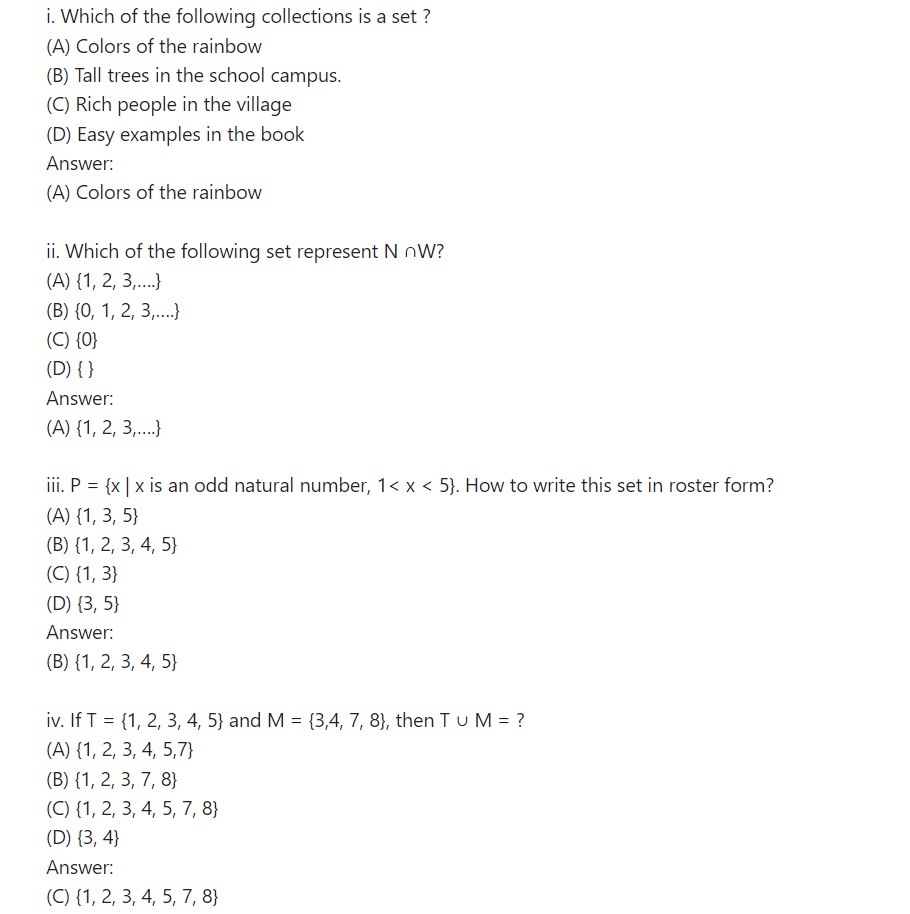 i. Which of the following collections is a set ?
(A) Colors of the rainbow
(B) Tall trees in the school campus.
(C) Rich people in the village
(D) Easy examples in the book
Answer:
(A) Colors of the rainbow
ii. Which of the following set represent N ∩W?
(A) {1, 2, 3,....}
(B) {0, 1, 2, 3,....}
(C) {0}
(D) { }
Answer:
(A) {1, 2, 3,....}
iii. P = {x | x is an odd natural number, 1< x < 5}. How to write this set in roster form?
(A) {1, 3, 5}
(B) {1, 2, 3, 4, 5}
(C) {1, 3}
(D) {3, 5}
Answer:
(B) {1, 2, 3, 4, 5}
iv. If T = {1, 2, 3, 4, 5} and M = {3,4, 7, 8}, then T ∪ M = ?
(A) {1, 2, 3, 4, 5,7}
(B) {1, 2, 3, 7, 8}
(C) {1, 2, 3, 4, 5, 7, 8}
(D) {3, 4}
Answer:
(C) {1, 2, 3, 4, 5, 7, 8}